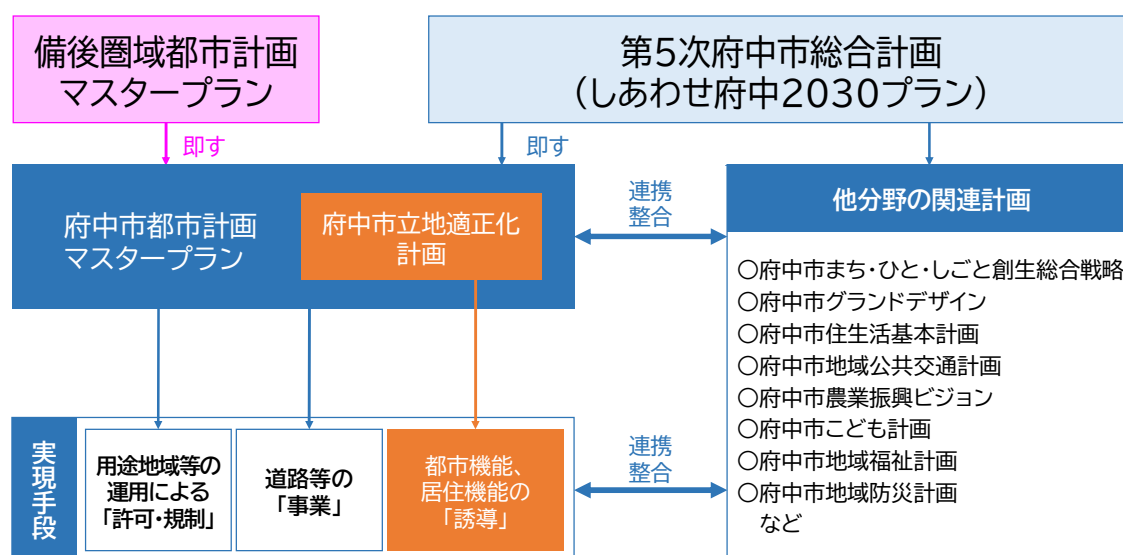 備後圏域都市計画
マスタープラン
第5次府中市総合計画
(しあわせ府中2030プラン)
即す
即す
府中市都市計画
マスタープラン
府中市立地適正化
計画
連携
整合
他分野の関連計画
○府中市まち・ひと・しごと創生総合戦略
○府中市グランドデザイン
○府中市住生活基本計画
○府中市地域公共交通計画
○府中市農業振興ビジョン
○府中市こども計画
○府中市地域福祉計画
○府中市地域防災計画
など
実現手段
用途地域等の
運用による
「許可・規制」
道路等の
「事業」
都市機能、
居住機能の
「誘導」
連携
整合